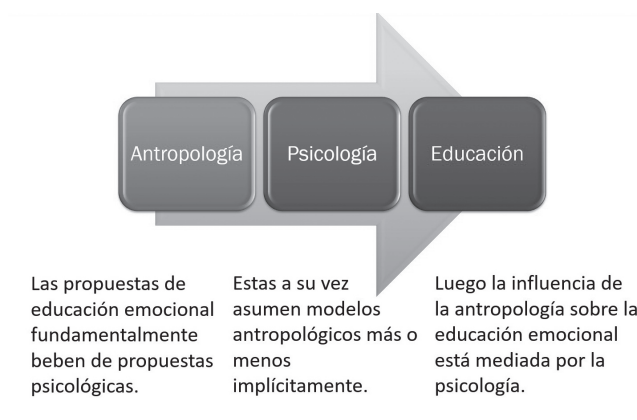 Antropología
Psicología
Educación
Las propuestas de
educación emocional
fundamentalmente
beben de propuestas
psicológicas.
Estas a su vez
asumen modelos
antropológicos más o
menos
implícitamente.
Luego la influencia de
la antropología sobre la
educación emocional
está mediada por la
psicología.